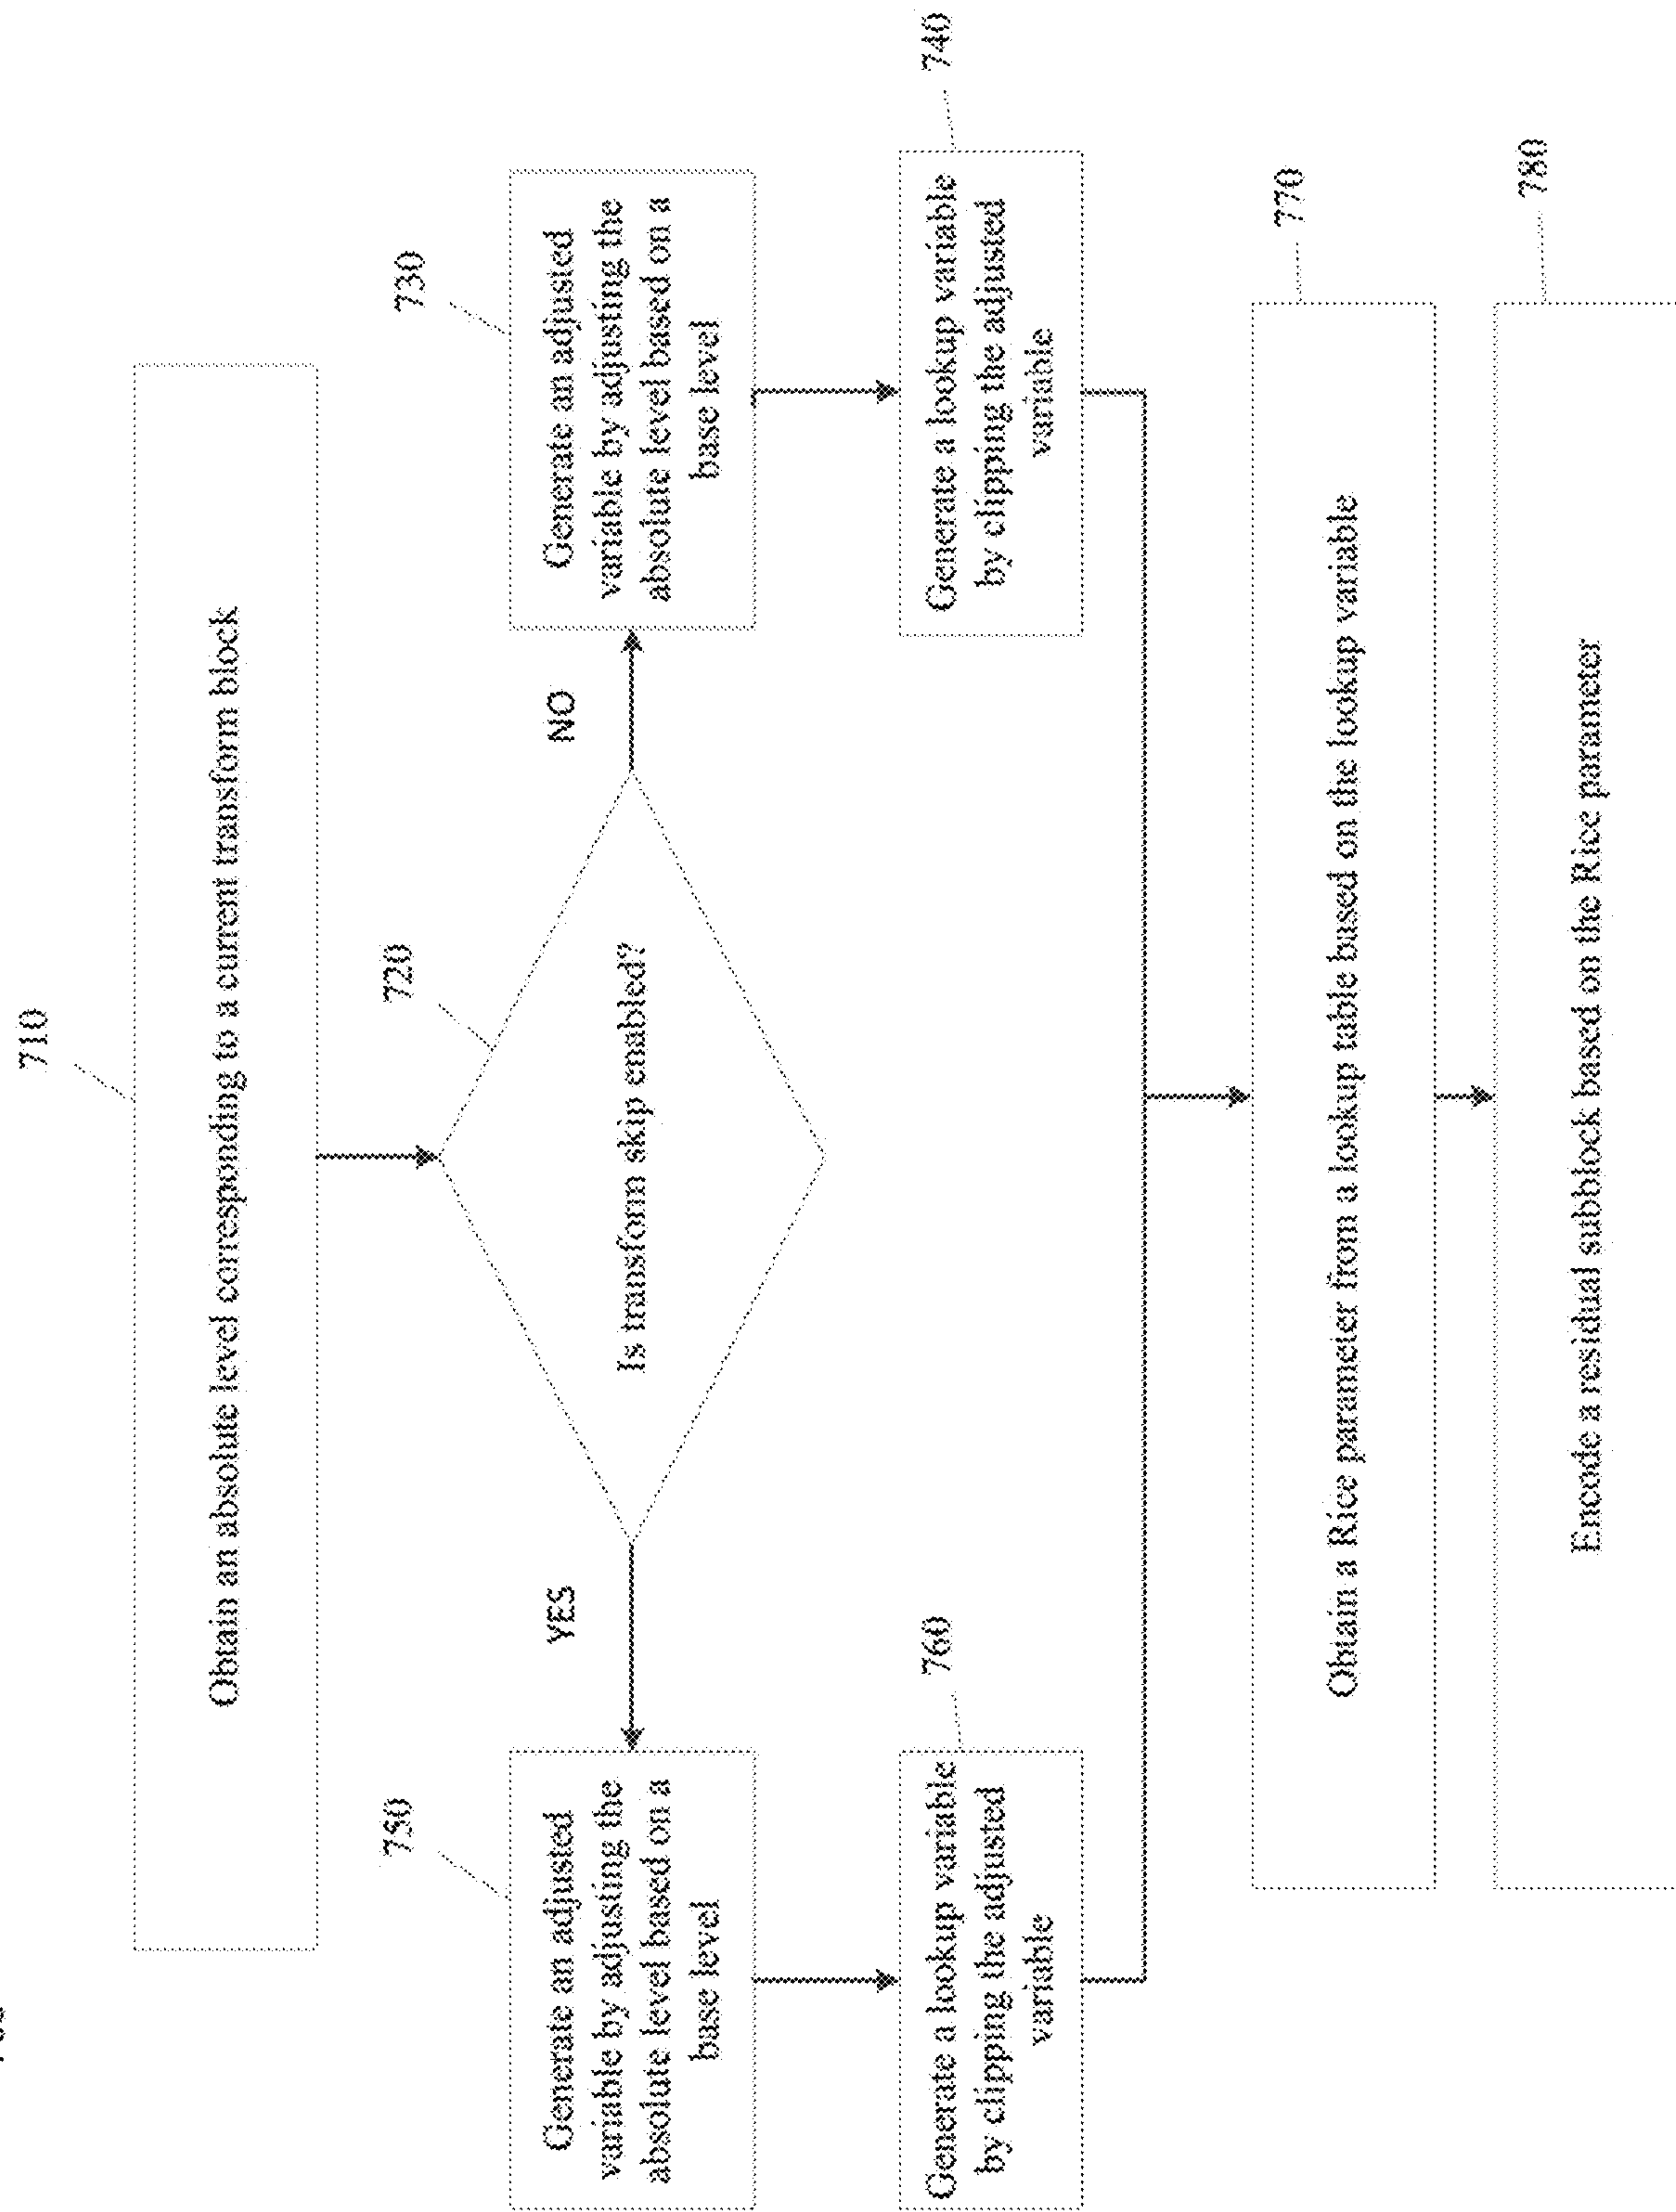 710
Obtain an absolute level corresponding to a current transform block
720
Is transform skip enabled?
YES
NO
750
Generate an adjusted
variable by adjusting the
absolute level based on a
base level
730
Generate an adjusted
variable by adjusting the
absolute level based on a
base level
760
Generate a lookup variable
by clipping the adjusted
variable
740
Generate a lookup variable
by clipping the adjusted
variable
770
Obtain a Rice parameter from a lookup table based on the lookup variable
780
Encode a residual subblock based on the Rice parameter